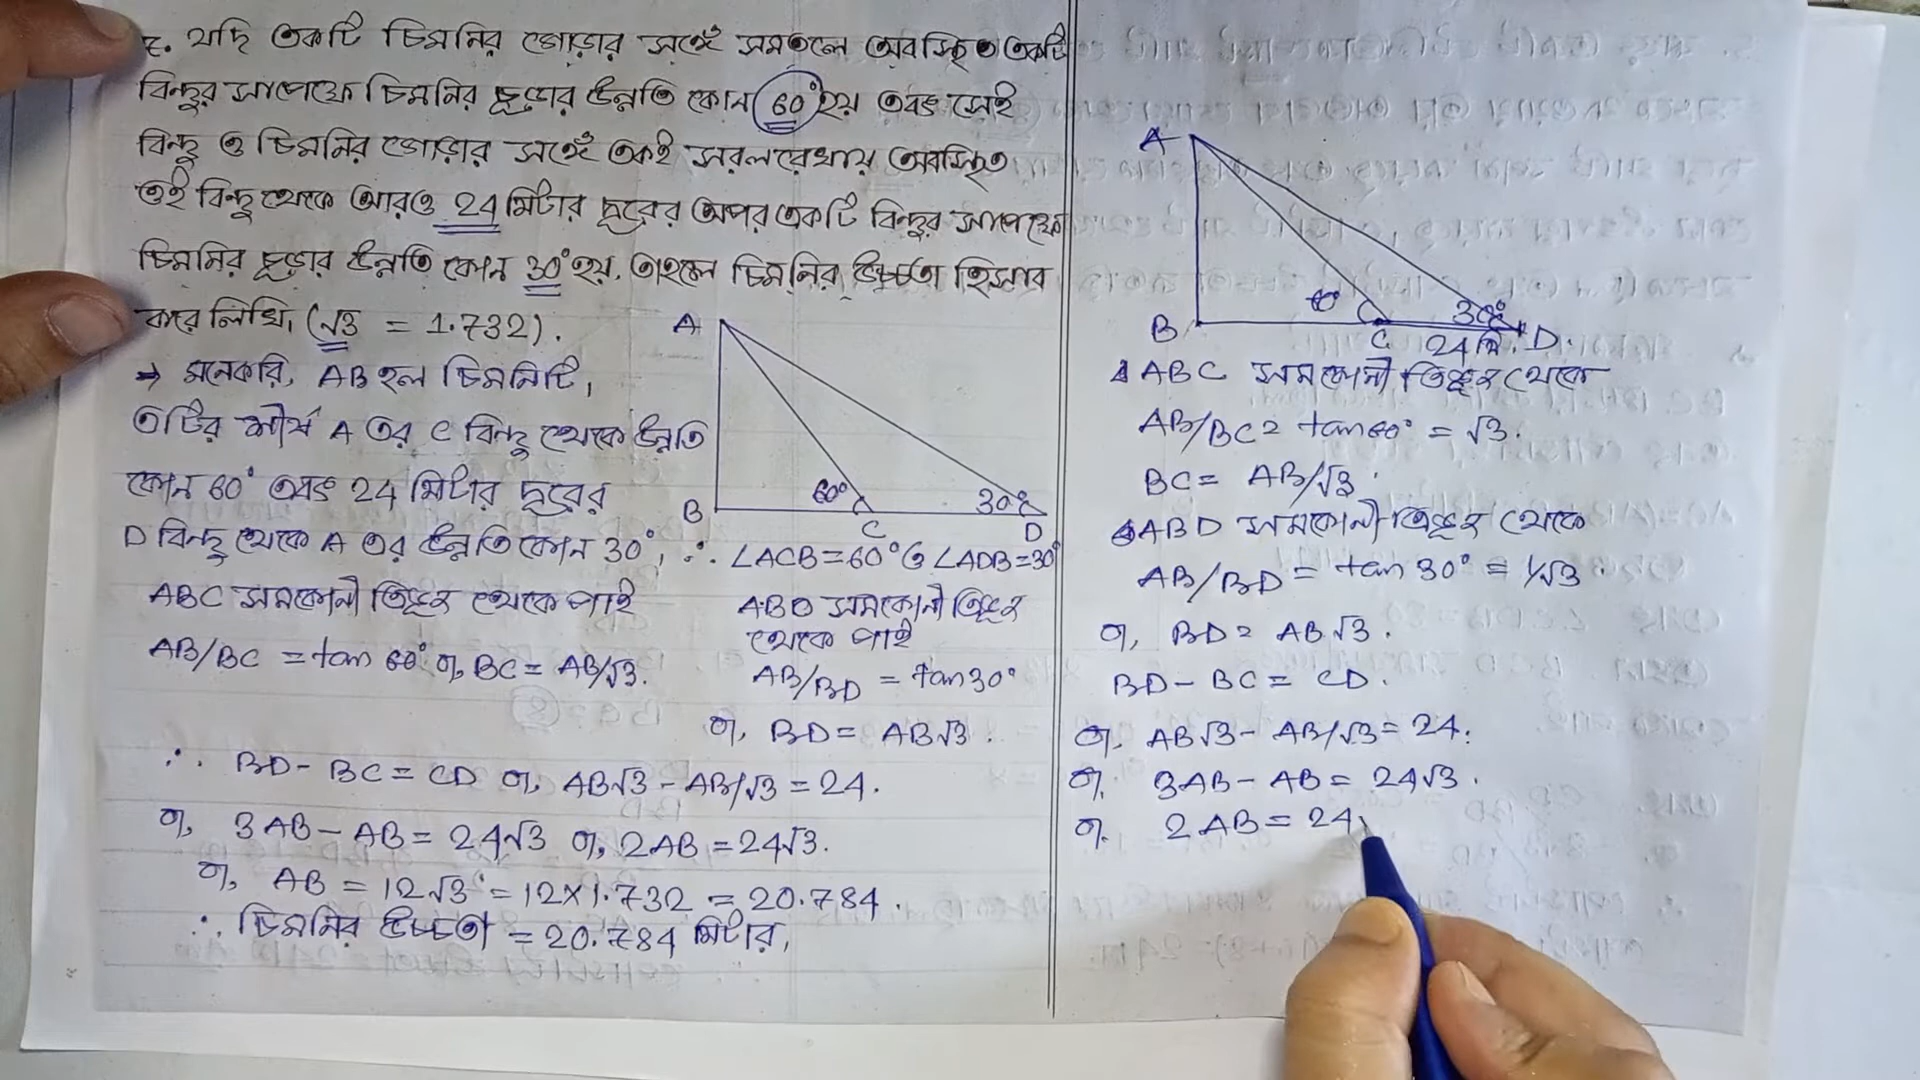 ৮. যদি একটি চিমনির গোড়ার সঙ্গে সমতলে অবস্থিত একটি
বিন্দুর সাপেক্ষে চিমনির চূড়ার উন্নতি কোন 60° হয় এবং সেই
বিন্দু ও চিমনির গোড়ার সঙ্গে একই সরলরেখায় অবস্থিত
ওই বিন্দু থেকে আরও 24 মিটার দূরের অপর একটি বিন্দুর সাপেক্ষে
চিমনির চূড়ার উন্নতি কোন 30° হয়, তাহলে চিমনির উচ্চতা হিসাব
করে লিখি, (√3 = 1.732).
→ মনেকরি, AB হল চিমনিটি,
এটির শীর্ষ A এর C বিন্দু থেকে উন্নতি
কোন 60° এবং 24 মিটার দূরের
D বিন্দু থেকে A এর উন্নতি কোন 30°, ∴ ∠ACB = 60° ও ∠ADB = 30°
A
B
60°
C
30°
D
ABC সমকোনী ত্রিভুজ থেকে পাই
AB/BC = tan 60° বা, BC = AB/√3.
ABD সমকোনী ত্রিভুজ
থেকে পাই
AB/BD = tan 30°
বা, BD = AB√3.
∴ BD - BC = CD বা, AB√3 - AB/√3 = 24.
বা, 3AB - AB = 24√3 বা, 2AB = 24√3.
বা, AB = 12√3 = 12×1.732 = 20.784.
∴ চিমনির উচ্চতা = 20.784 মিটার,
A
B
60°
C
30°
24 মি.
D.
ABC সমকোনী ত্রিভুজ থেকে
AB/BC = tan 60° = √3.
BC = AB/√3.
ABD সমকোনী ত্রিভুজ থেকে
AB/BD = tan 30° = 1/√3.
বা, BD = AB√3.
BD - BC = CD.
বা, AB√3 - AB/√3 = 24.
বা, 3AB - AB = 24√3.
বা, 2AB = 24